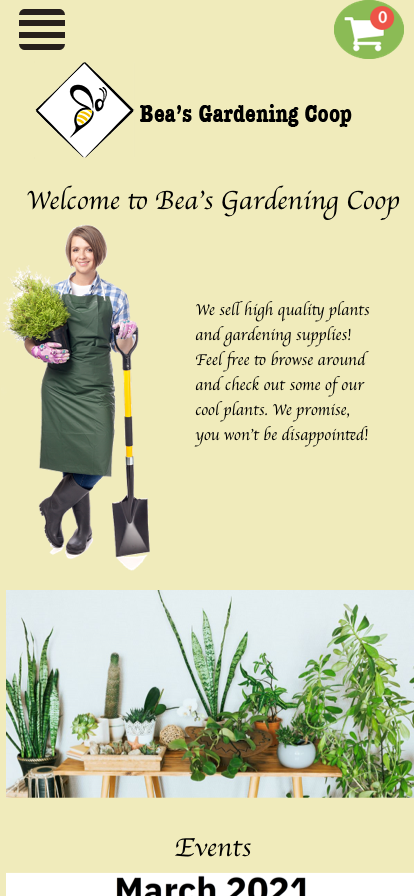 0
Bea's Gardening Coop
Welcome to Bea's Gardening Coop
We sell high quality plants
and gardening supplies!
Feel free to browse around
and check out some of our
cool plants. We promise,
you won't be disappointed!
Events
March 2021